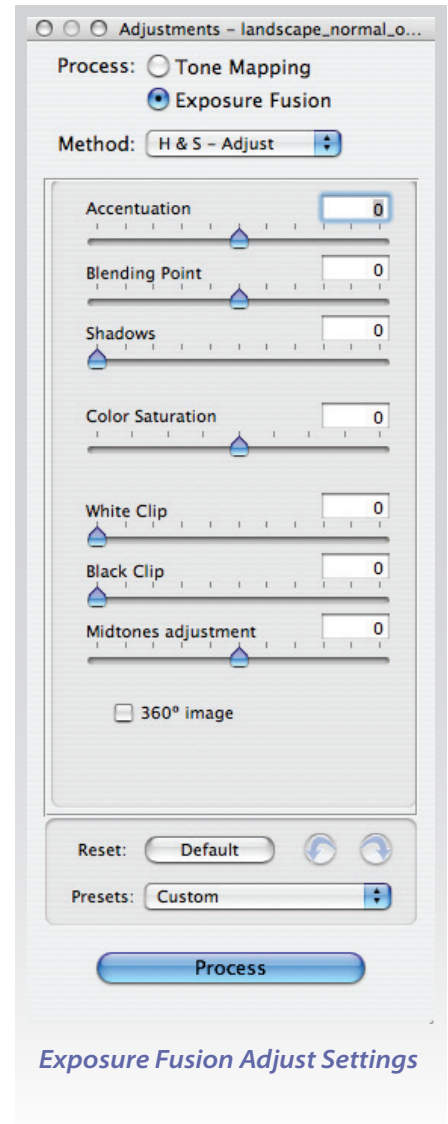 Adjustments – landscape_normal_o...
Process: Tone Mapping
Exposure Fusion
Method: H & S – Adjust
Accentuation 0
Blending Point 0
Shadows 0
Color Saturation 0
White Clip 0
Black Clip 0
Midtones adjustment 0
360º image
Reset: Default
Presets: Custom
Process
Exposure Fusion Adjust Settings